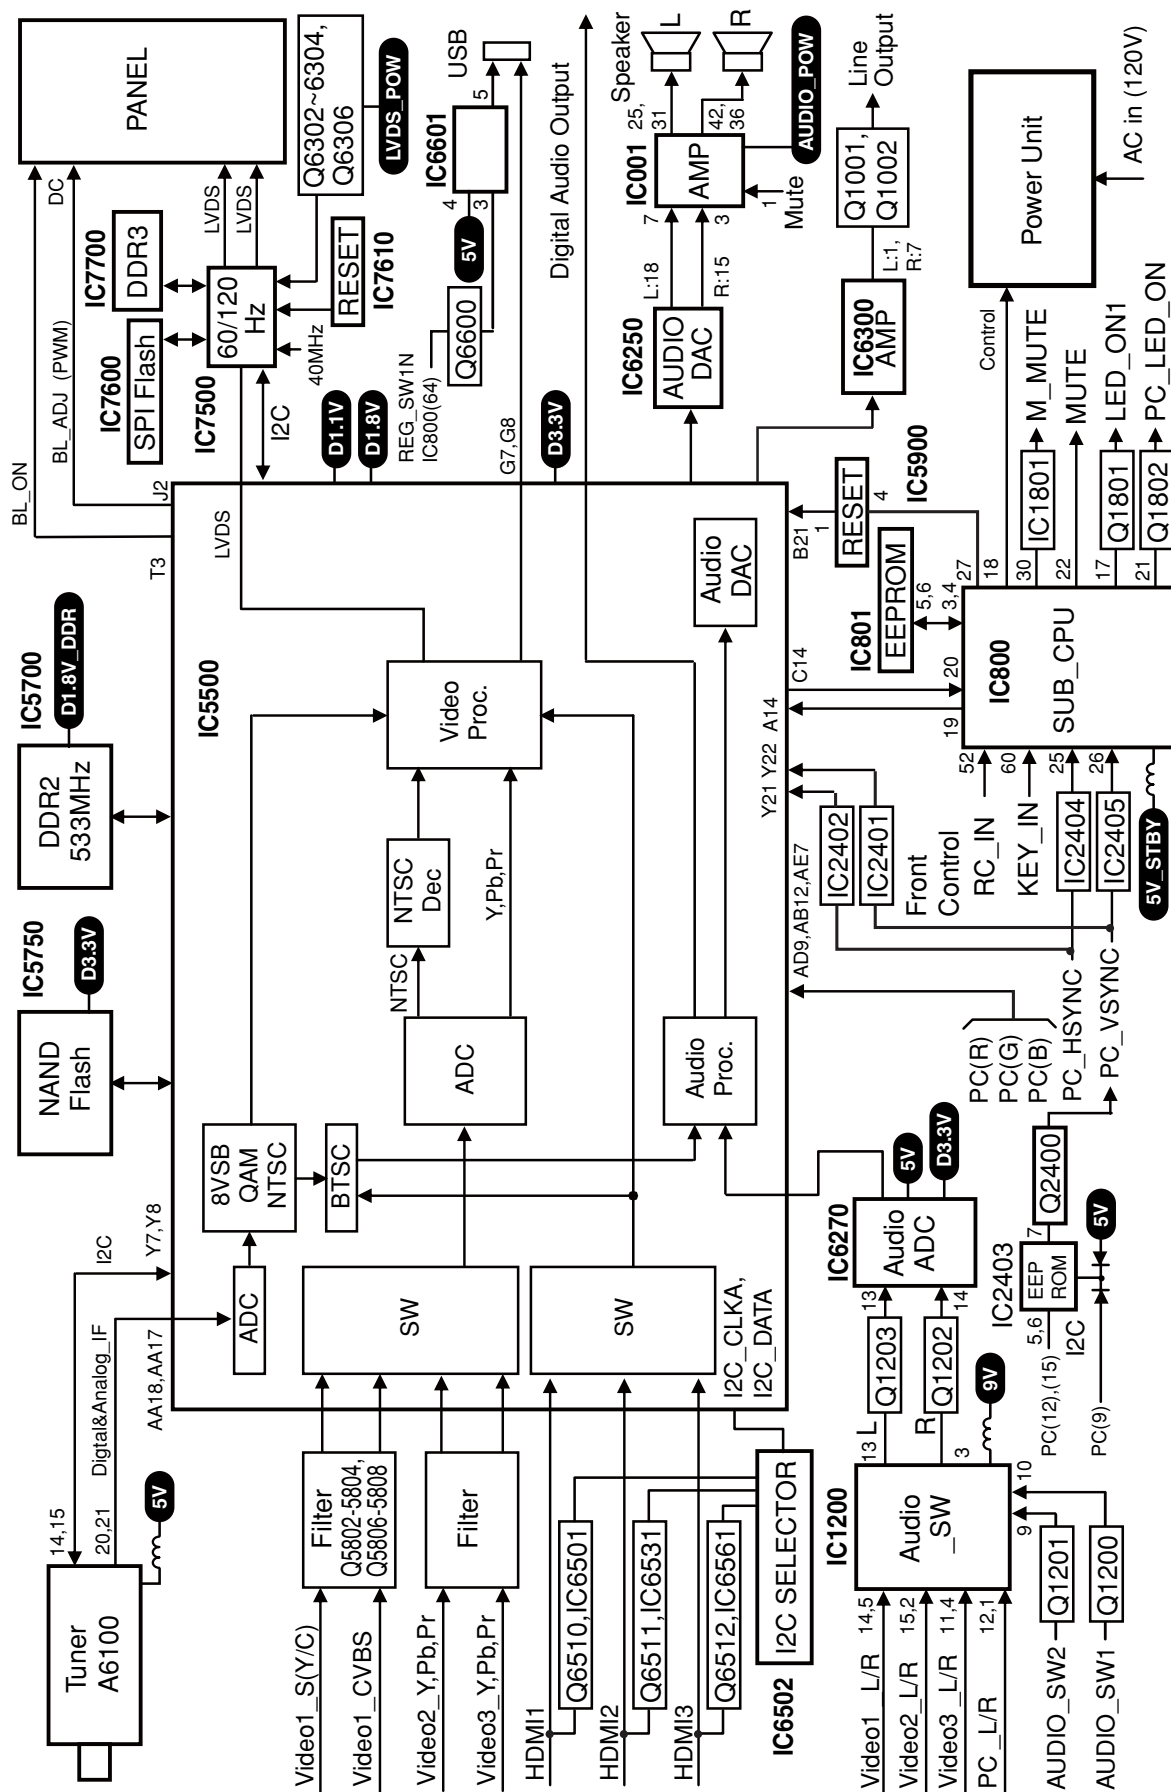 Tuner
A6100
14,15
20,21
5V
Digtal&Analog_IF
I2C
AA18,AA17
Y7,Y8
NAND
Flash
IC5750
D3.3V
DDR2
533MHz
IC5700
D1.8V_DDR
T3
J2
BL_ON
BL_ADJ (PWM)
DC
PANEL
IC7600
SPI Flash
IC7700
DDR3
IC7500
60/120
Hz
LVDS
LVDS
40MHz
RESET
IC7610
Q6302~6304,
Q6306
LVDS_POW
I2C
LVDS
D1.1V
D1.8V
REG_SW1N
IC800(64)
Q6600
5V
4
3
IC6601
5
USB
G7,G8
D3.3V
Digital Audio Output
IC5500
ADC
8VSB
QAM
NTSC
BTSC
SW
SW
ADC
NTSC
NTSC
Dec
Y,Pb,Pr
Video
Proc.
Audio
Proc.
Audio
DAC
I2C_CLKA,
I2C_DATA
Video1_S(Y/C)
Video1_CVBS
Video2_Y,Pb,Pr
Video3_Y,Pb,Pr
Filter
Q5802-5804,
Q5806-5808
Filter
HDMI1
HDMI2
HDMI3
Q6510,IC6501
Q6511,IC6531
Q6512,IC6561
I2C SELECTOR
IC6502
IC6250
AUDIO
DAC
L:18
R:15
7
3
IC001
AMP
1
Mute
25,
31
42,
36
Speaker
L
R
AUDIO_POW
IC6300
AMP
L:1,
R:7
Q1001,
Q1002
Line
Output
IC1200
Audio
_SW
Video1_L/R
14,5
Video2_L/R
15,2
Video3_L/R
11,4
PC_L/R
12,1
AUDIO_SW2
Q1201
9
AUDIO_SW1
Q1200
10
13
L
Q1203
13
R
Q1202
14
3
9V
IC6270
Audio
ADC
5V
D3.3V
IC2403
EEP
ROM
5,6
I2C
PC(12),(15)
PC(9)
7
Q2400
5V
PC(R)
PC(G)
PC(B)
PC_HSYNC
PC_VSYNC
AD9,AB12,AE7
Y21
Y22
IC2402
IC2401
Front
Control
RC_IN
KEY_IN
IC2404
IC2405
52
60
25
26
5V_STBY
A14
C14
19
20
IC800
SUB_CPU
IC801
EEPROM
5,6
3,4
B21
1
RESET
4
IC5900
27
18
30
22
17
21
Control
Power Unit
AC in (120V)
IC1801
M_MUTE
MUTE
Q1801
LED_ON1
Q1802
PC_LED_ON